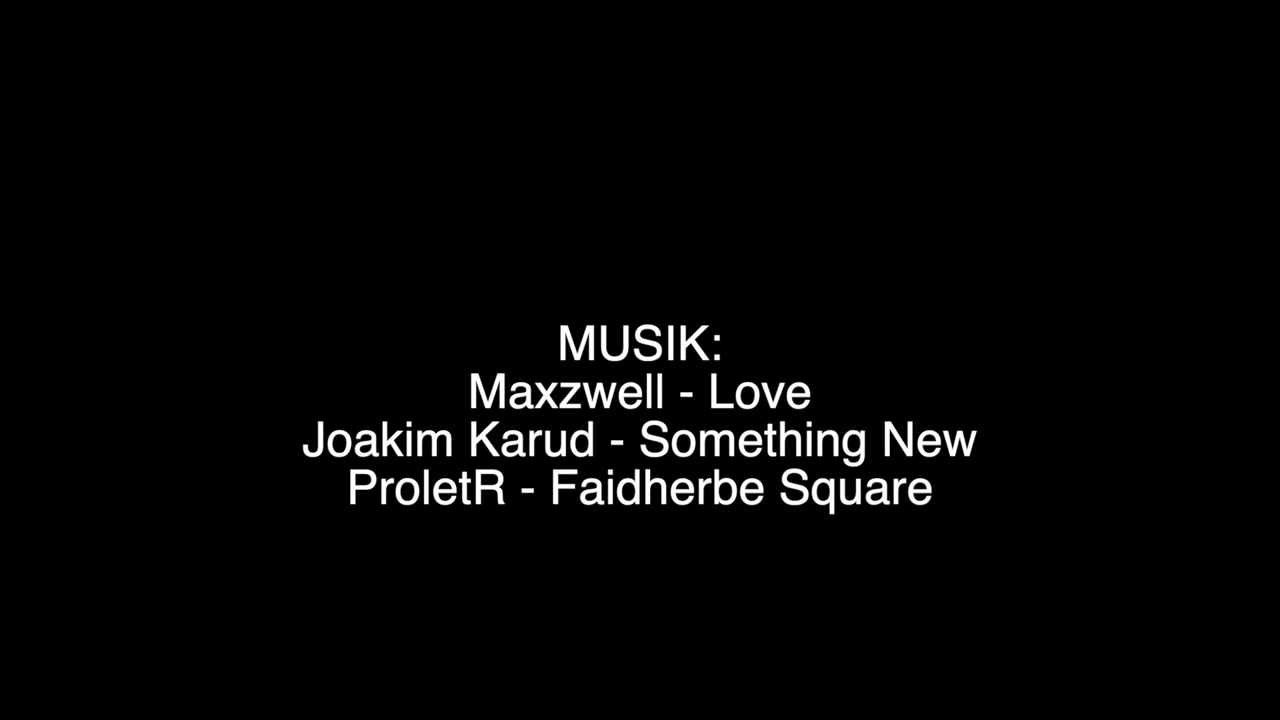 MUSIK:
Maxzwell - Love
Joakim Karud - Something New
ProletR - Faidherbe Square